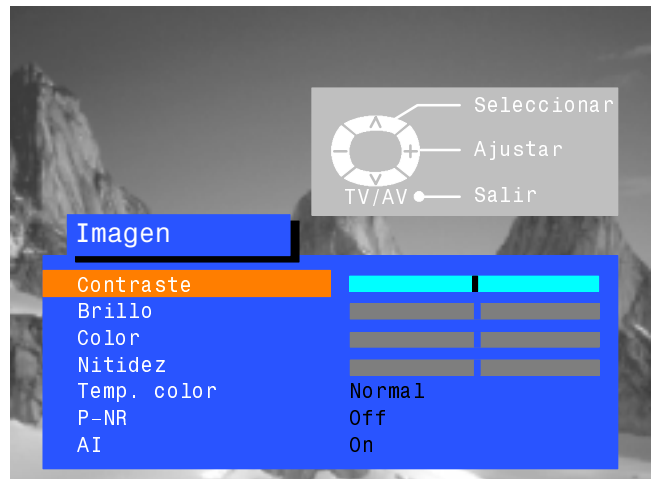 Seleccionar
Ajustar
TV/AV Salir
Imagen
Contraste
Brillo
Color
Nitidez
Temp. color Normal
P-NR Off
AI On